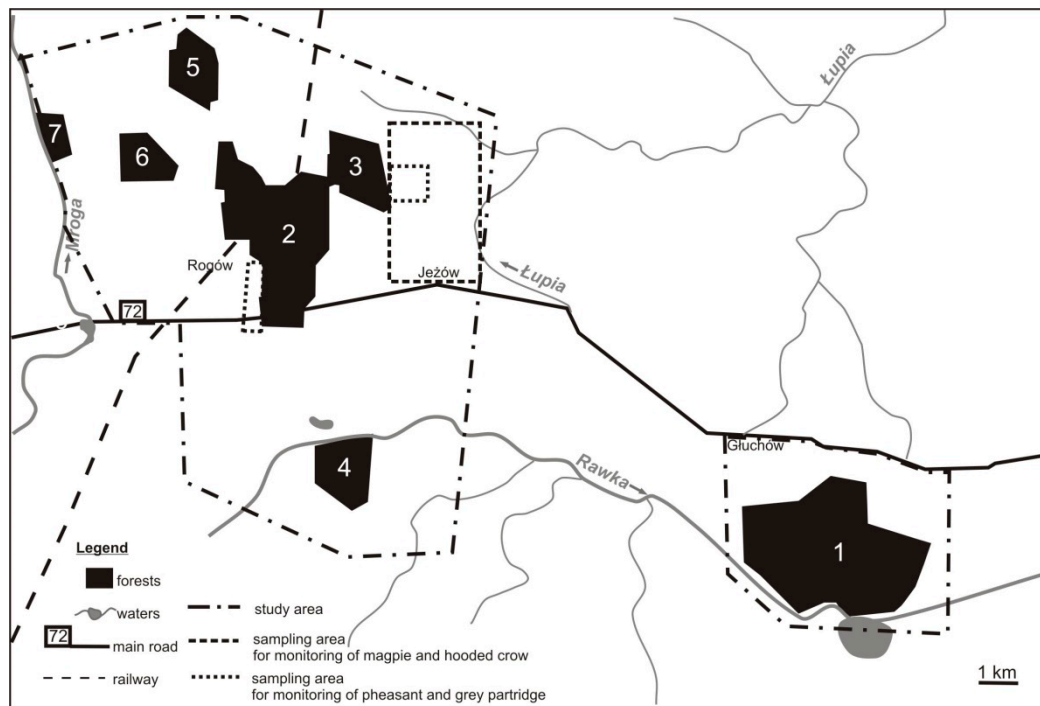 5
Łupia
7
6
3
2
Mroga
Rogów
Jeżów
Łupia
72
4
Głuchów
Rawka
1
Legend
forests
waters
72
main road
railway
study area
sampling area
for monitoring of magpie and hooded crow
sampling area
for monitoring of pheasant and grey partridge
1 km